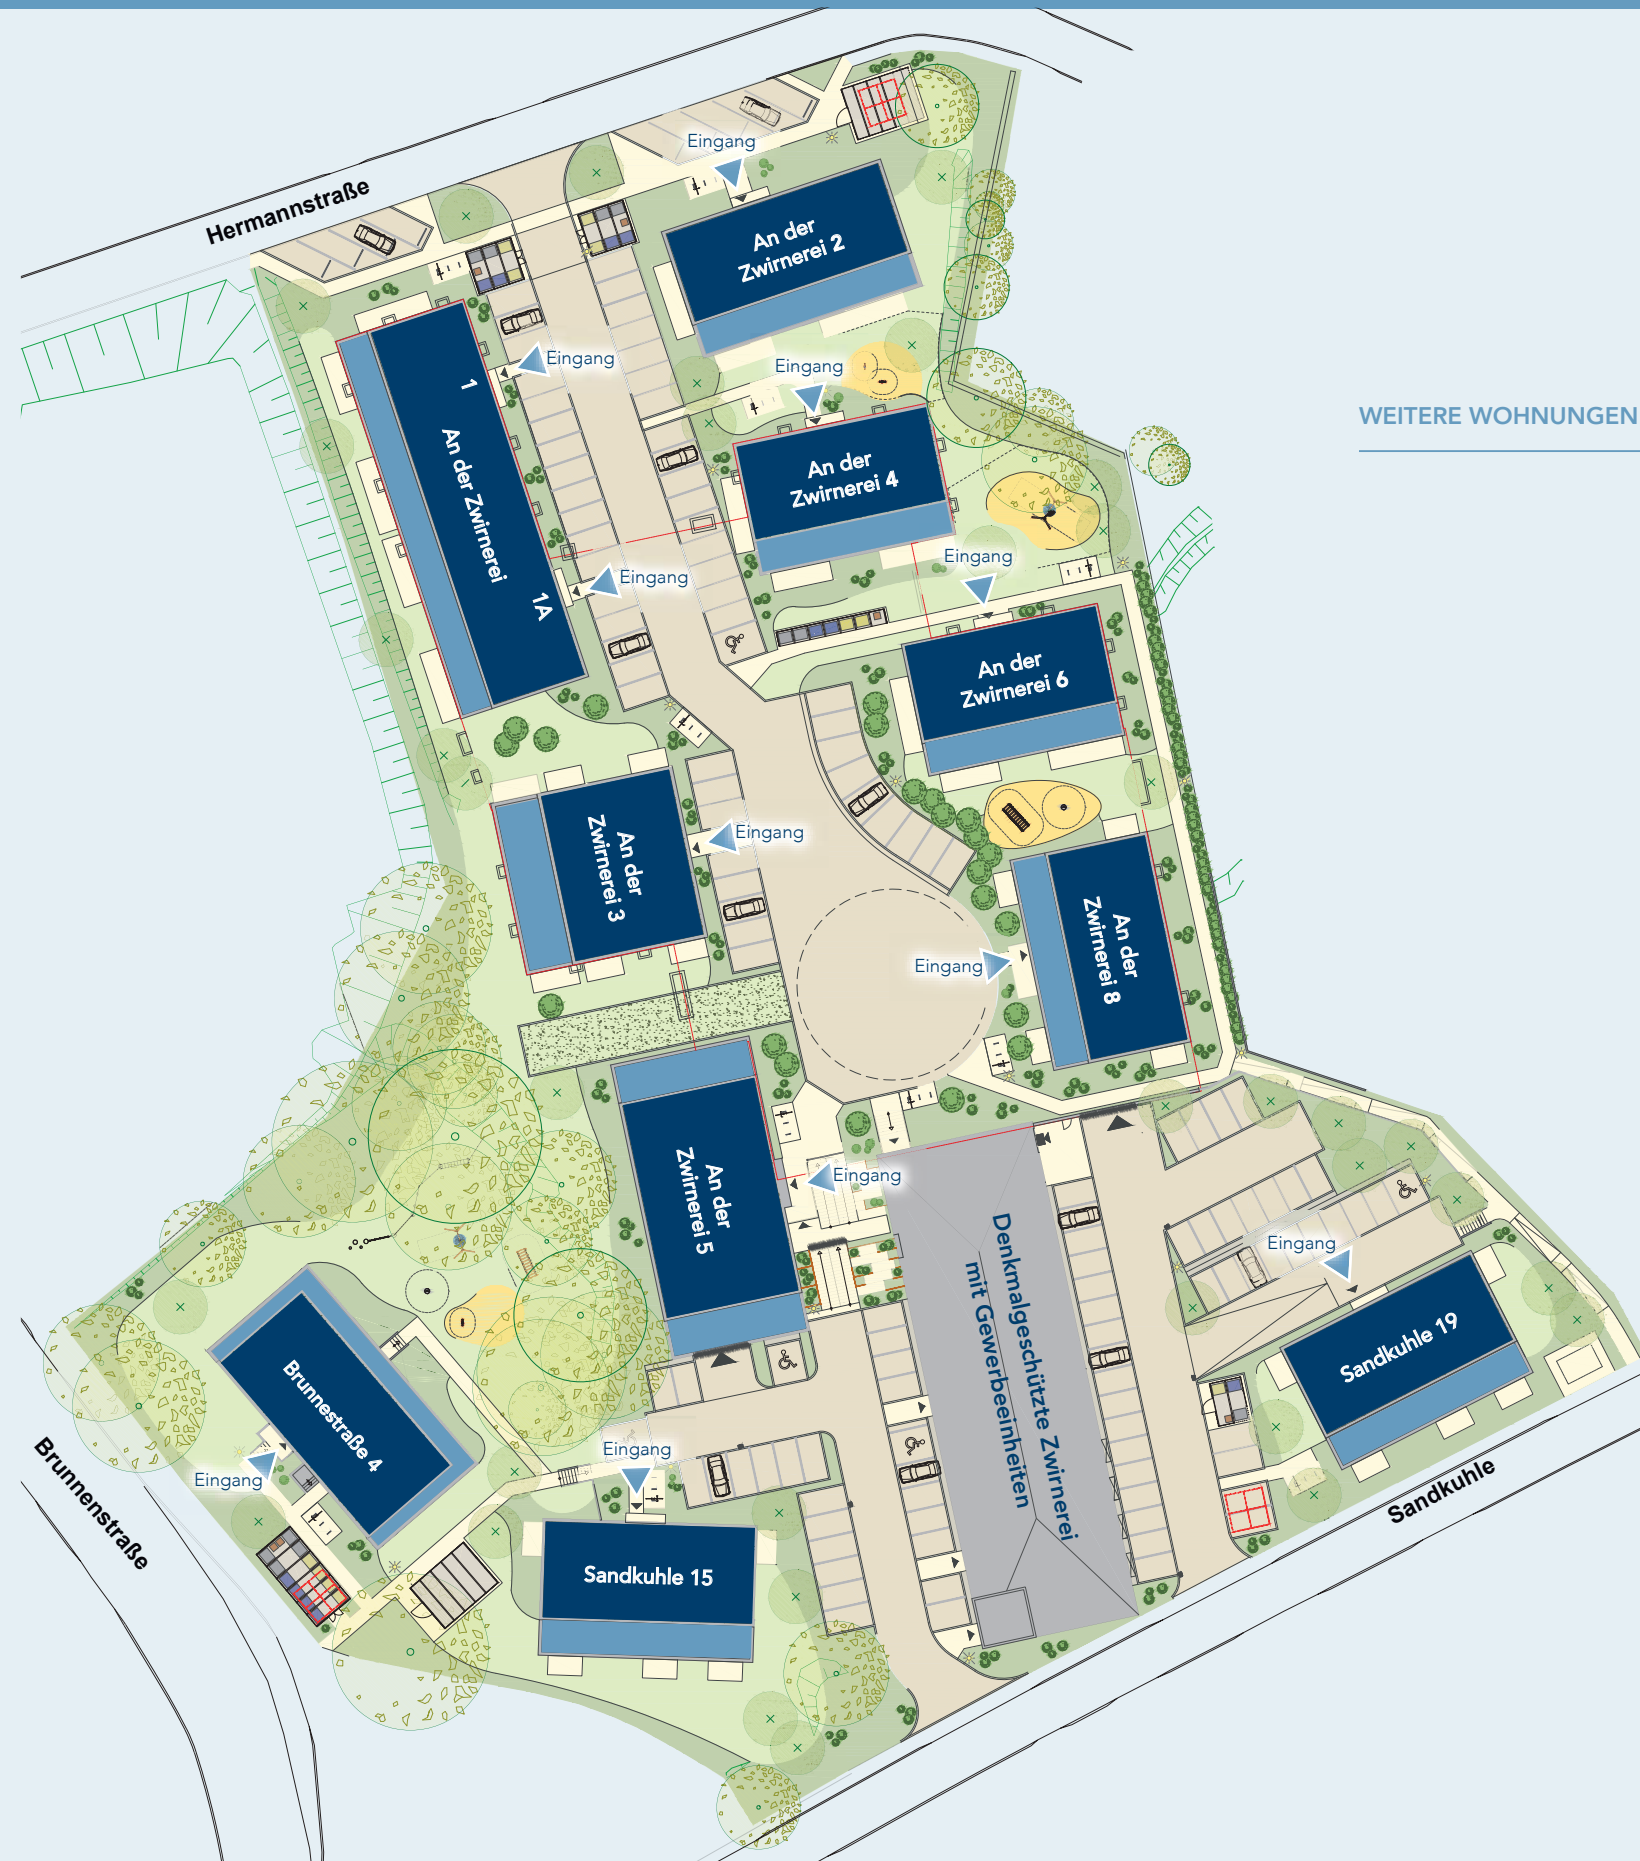 Hermannstraße
Eingang
An der
Zwirnerei 2
Eingang
1
An der Zwirnerei
1A
Eingang
Eingang
An der
Zwirnerei 4
WEITERE WOHNUNGEN
Eingang
An der
Zwirnerei 6
An der
Zwirnerei 3
Eingang
An der
Zwirnerei 8
Eingang
An der
Zwirnerei 5
Eingang
Denkmalgeschützte Zwirnerei
mit Gewerbeeinheiten
Eingang
Sandkuhle 19
Sandkuhle
Brunnestraße 4
Eingang
Brunnenstraße
Eingang
Sandkuhle 15